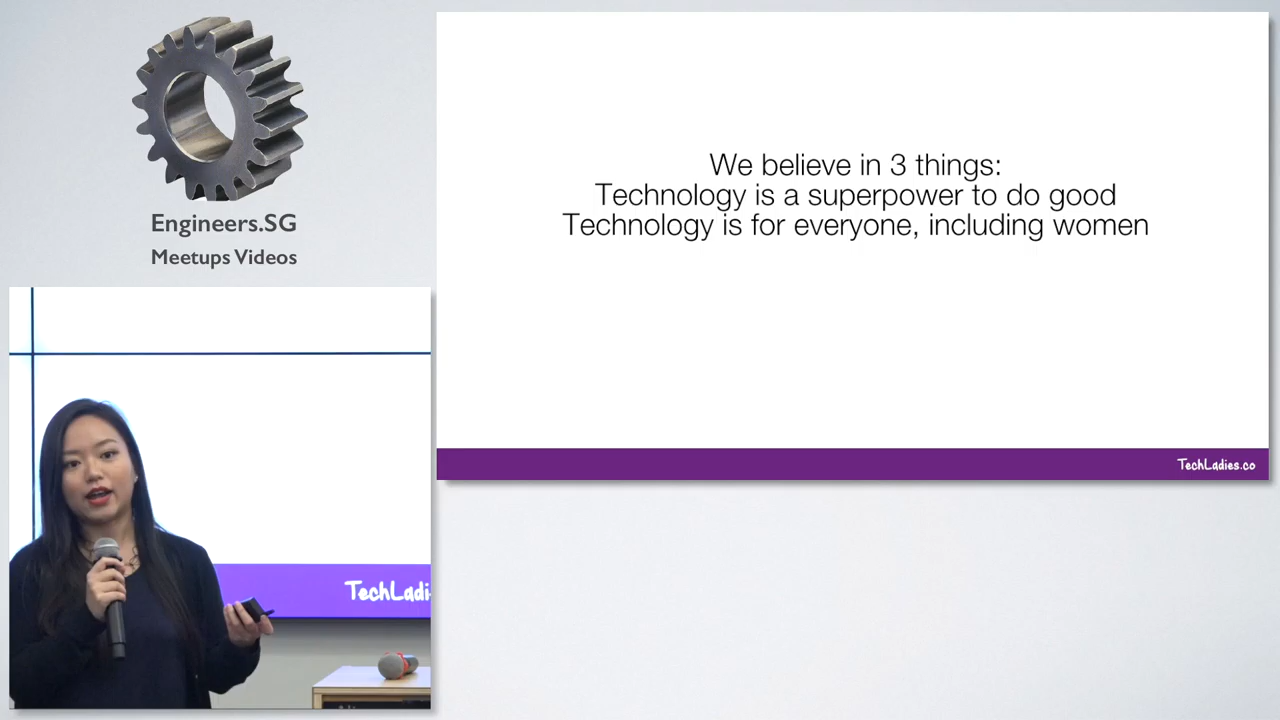 Engineers.SG
Meetups Videos
We believe in 3 things:
Technology is a superpower to do good
Technology is for everyone, including women
TechLadies.co
TechLadi